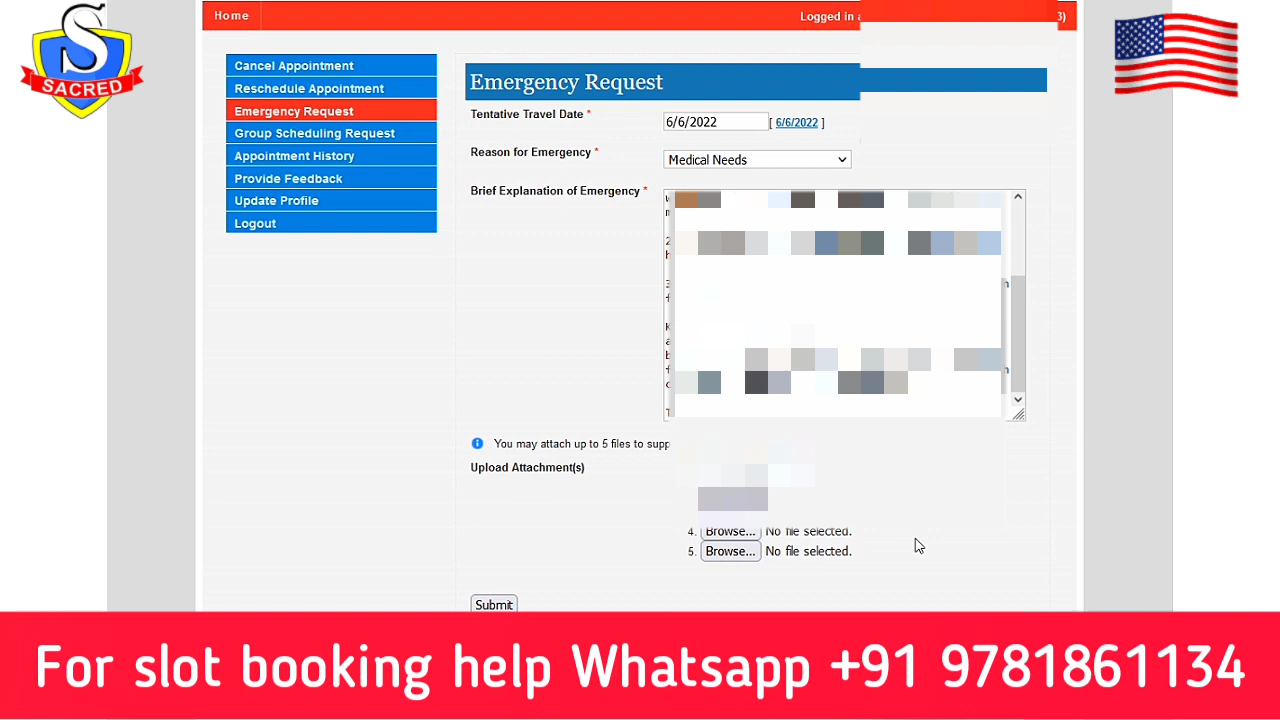 S
SACRED
Home
Logged in
3)
Cancel Appointment
Reschedule Appointment
Emergency Request
Group Scheduling Request
Appointment History
Provide Feedback
Update Profile
Logout
Emergency Request
Tentative Travel Date *
6/6/2022 [ 6/6/2022 ]
Reason for Emergency *
Medical Needs
Brief Explanation of Emergency *
You may attach up to 5 files to supp
Upload Attachment(s)
4. Browse... No file selected.
5. Browse... No file selected.
Submit
For slot booking help Whatsapp +91 9781861134